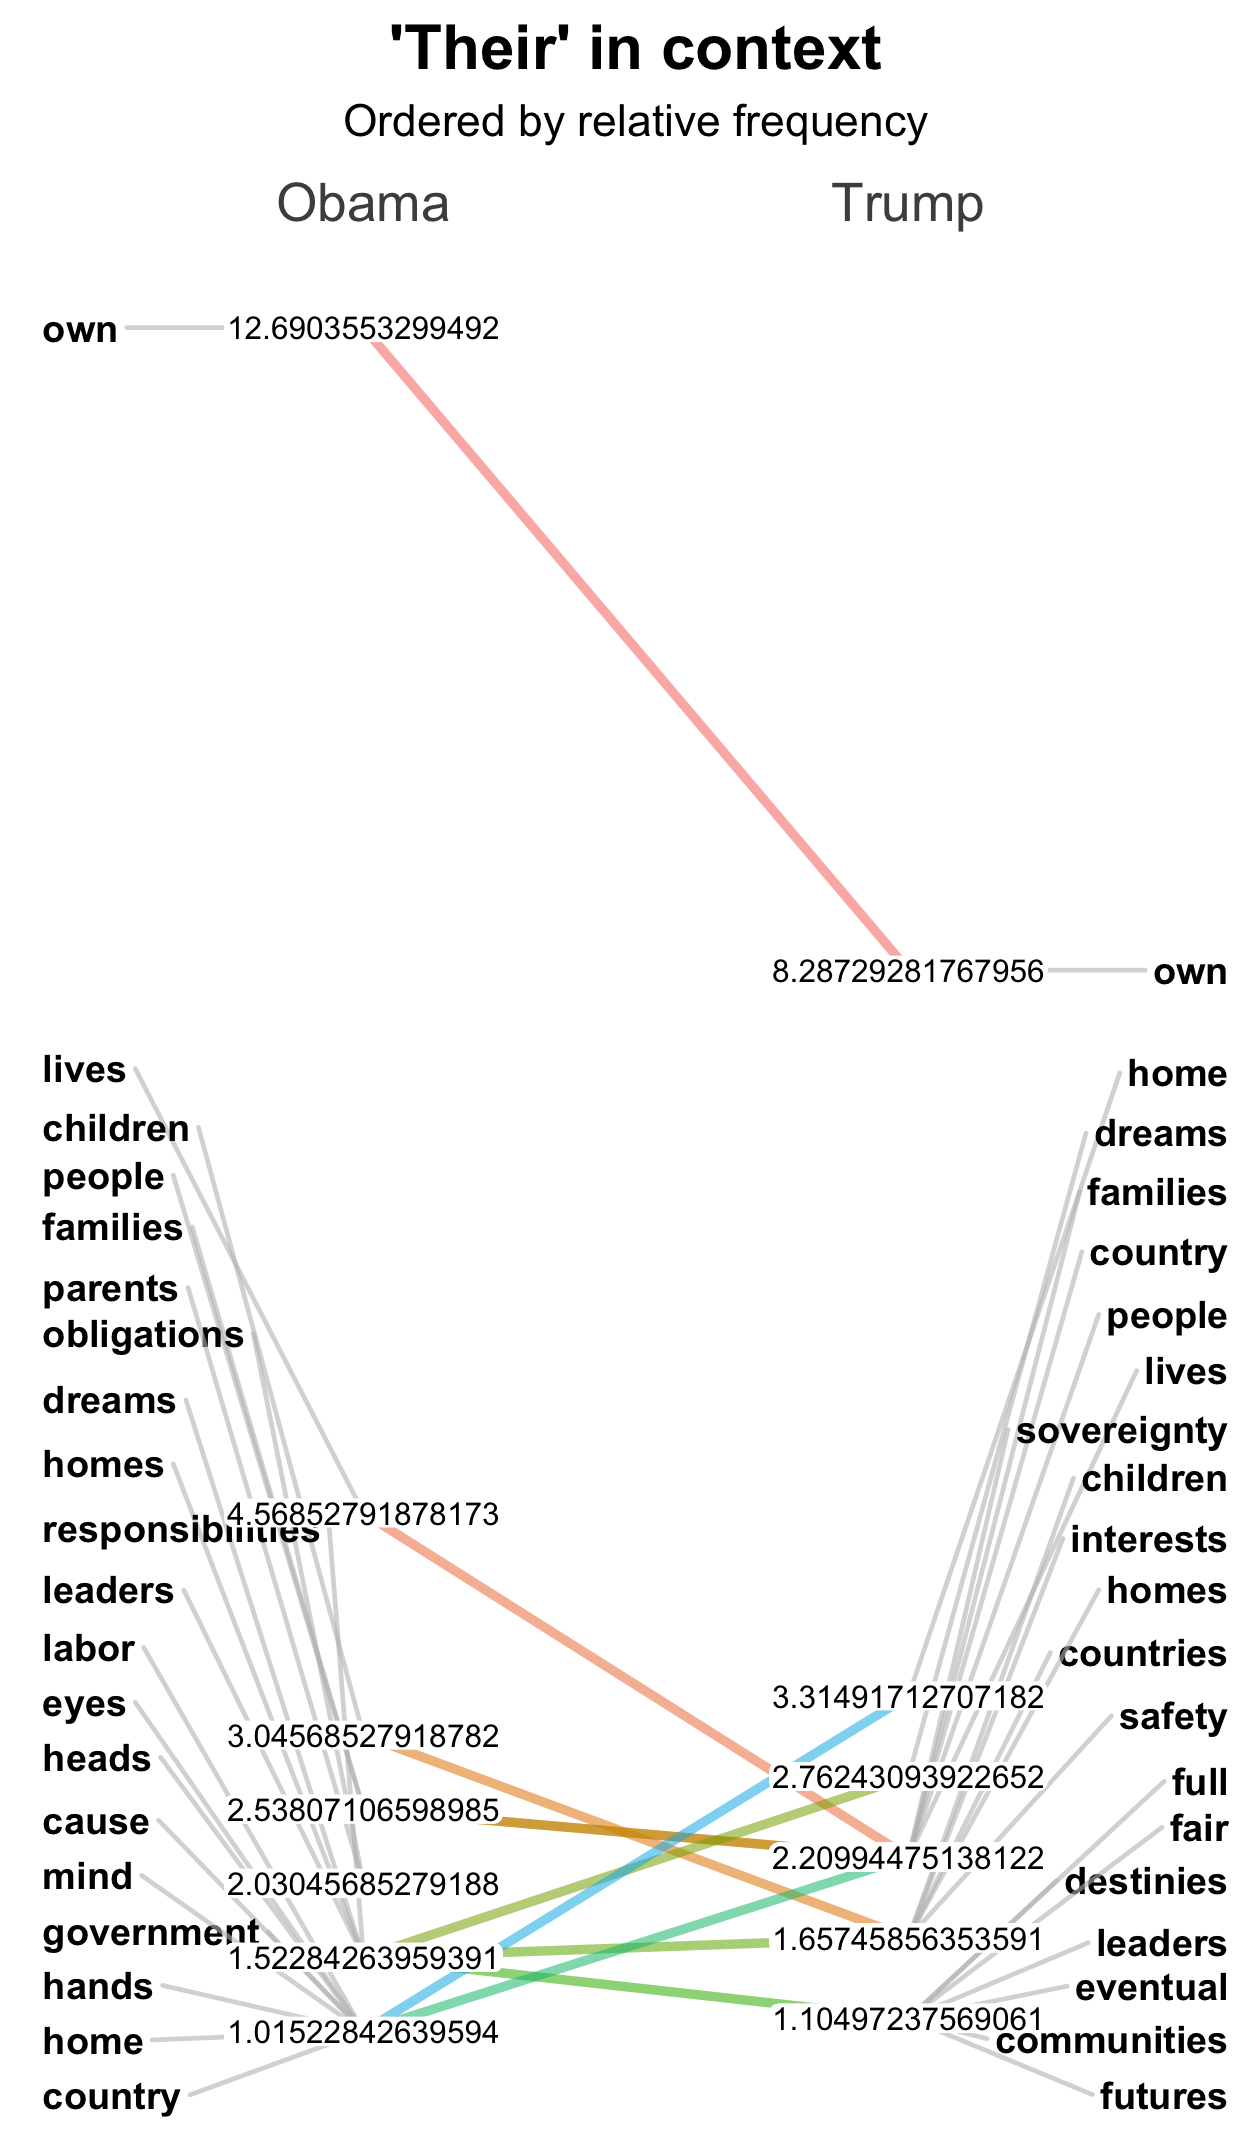 'Their' in context
Ordered by relative frequency
Obama
Trump
own
12.6903553299492
8.28729281767956
own
lives
children
people
families
parents
obligations
dreams
homes
responsibilities
leaders
labor
eyes
heads
cause
mind
government
hands
home
country
4.56852791878173
3.04568527918782
2.53807106598985
2.03045685279188
1.52284263959391
1.01522842639594
3.31491712707182
2.76243093922652
2.20994475138122
1.65745856353591
1.10497237569061
home
dreams
families
country
people
lives
sovereignty
children
interests
homes
countries
safety
full
fair
destinies
leaders
eventual
communities
futures